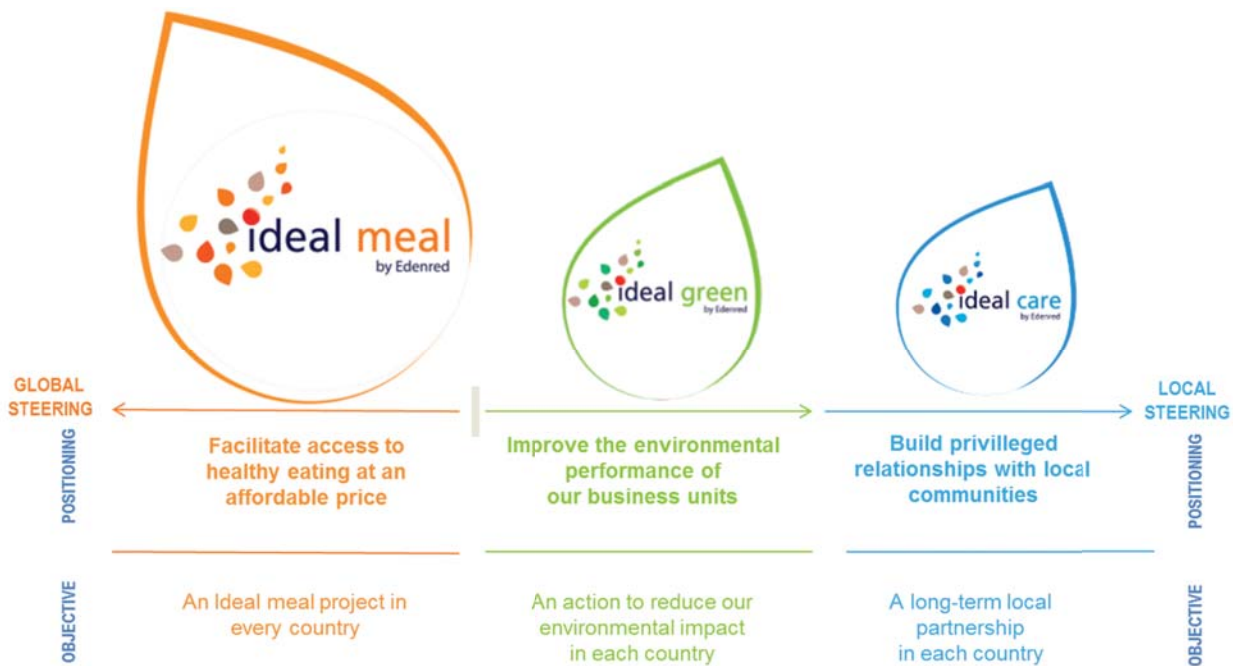 ideal meal
by Edenred
ideal green
by Edenred
ideal care
by Edenred
GLOBAL
STEERING
LOCAL
STEERING
POSITIONING
Facilitate access to
healthy eating at an
affordable price
Improve the environmental
performance of
our business units
Build privilleged
relationships with local
communities
POSITIONING
OBJECTIVE
An Ideal meal project in
every country
An action to reduce our
environmental impact
in each country
A long-term local
partnership
in each country
OBJECTIVE